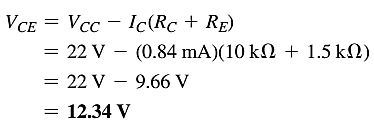 V_CE = V_CC − I_C(R_C + R_E)
= 22 V − (0.84 mA)(10 kΩ + 1.5 kΩ)
= 22 V − 9.66 V
= 12.34 V